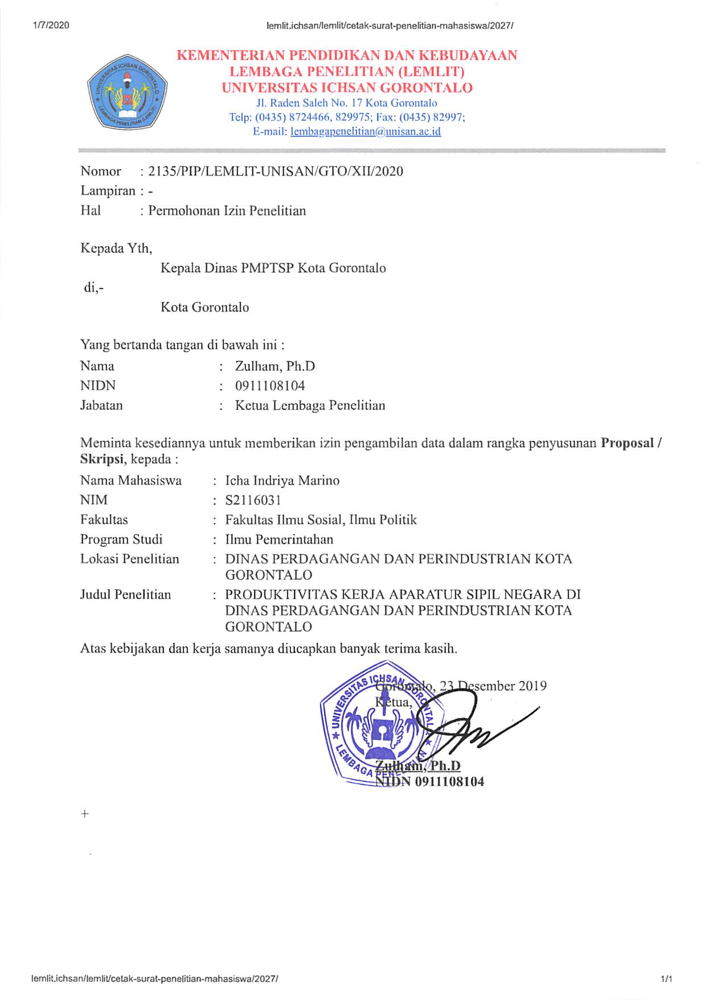 1/7/2020 lemlit.ichsan/lemlit/cetak-surat-penelitian-mahasiswa/2027/
KEMENTERIAN PENDIDIKAN DAN KEBUDAYAAN
LEMBAGA PENELITIAN (LEMLIT)
UNIVERSITAS ICHSAN GORONTALO
Jl. Raden Saleh No. 17 Kota Gorontalo
Telp: (0435) 8724466, 829975; Fax: (0435) 82997;
E-mail: lembagapenelitian@unisan.ac.id
UNIVERSITAS ICHSAN GORONTALO
LEMBAGA PENELITIAN (LEMLIT)
Nomor : 2135/PIP/LEMLIT-UNISAN/GTO/XII/2020
Lampiran : -
Hal : Permohonan Izin Penelitian
Kepada Yth,
Kepala Dinas PMPTSP Kota Gorontalo
di,-
Kota Gorontalo
Yang bertanda tangan di bawah ini :
Nama : Zulham, Ph.D
NIDN : 0911108104
Jabatan : Ketua Lembaga Penelitian
Meminta kesediannya untuk memberikan izin pengambilan data dalam rangka penyusunan Proposal /
Skripsi, kepada :
Nama Mahasiswa : Icha Indriya Marino
NIM : S2116031
Fakultas : Fakultas Ilmu Sosial, Ilmu Politik
Program Studi : Ilmu Pemerintahan
Lokasi Penelitian : DINAS PERDAGANGAN DAN PERINDUSTRIAN KOTA
GORONTALO
Judul Penelitian : PRODUKTIVITAS KERJA APARATUR SIPIL NEGARA DI
DINAS PERDAGANGAN DAN PERINDUSTRIAN KOTA
GORONTALO
Atas kebijakan dan kerja samanya diucapkan banyak terima kasih.
Gorontalo, 23 Desember 2019
Ketua,
UNIVERSITAS ICHSAN GORONTALO
LEMBAGA PENELITIAN
Zulham, Ph.D
NIDN 0911108104
+
lemlit.ichsan/lemlit/cetak-surat-penelitian-mahasiswa/2027/ 1/1